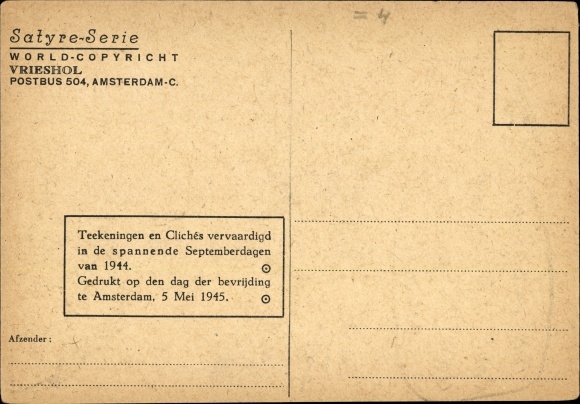 = 4
Satyre-Serie
WORLD-COPYRICHT
VRIESHOL
POSTBUS 504, AMSTERDAM-C.
Teekeningen en Clichés vervaardigd
in de spannende Septemberdagen
van 1944.
Gedrukt op den dag der bevrijding
te Amsterdam, 5 Mei 1945.
Afzender :